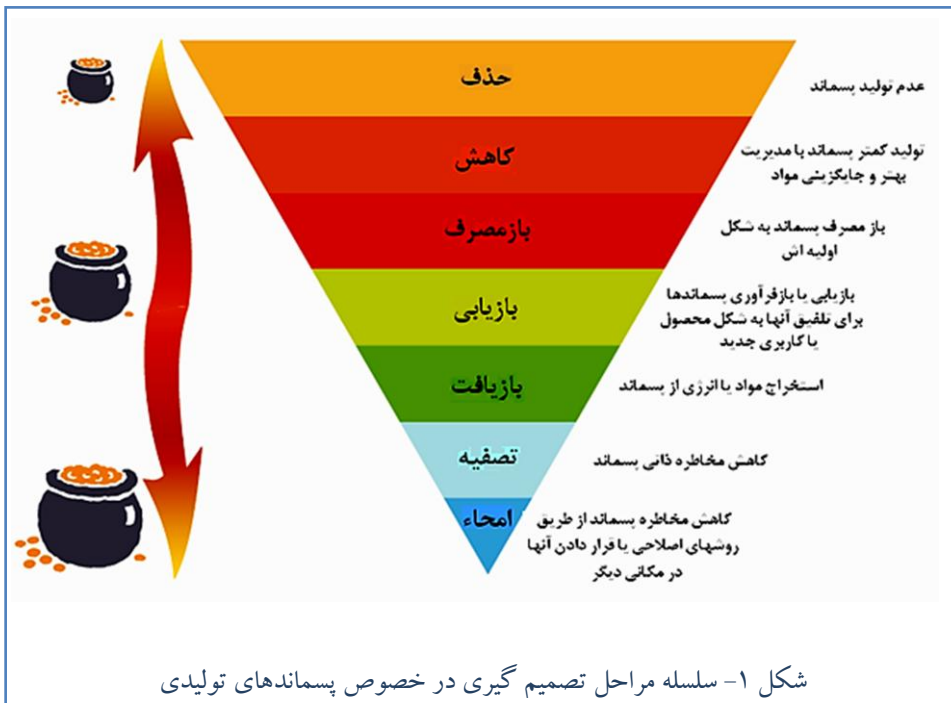 حذف
عدم تولید پسماند
کاهش
تولید کمتر پسماند با مدیریت
بهتر و جایگزینی مواد
بازمصرف
باز مصرف پسماند به شکل
اولیه اش
بازیابی
بازیابی یا بازفرآوری پسماندها
برای تلفیق آنها به شکل محصول
یا کاربری جدید
بازیافت
استخراج مواد یا انرژی از پسماند
تصفیه
کاهش مخاطره ذاتی پسماند
امحاء
کاهش مخاطره پسماند از طریق
روشهای اصلاحی یا قرار دادن آنها
در مکانی دیگر
شکل ۱- سلسله مراحل تصمیم گیری در خصوص پسماندهای تولیدی